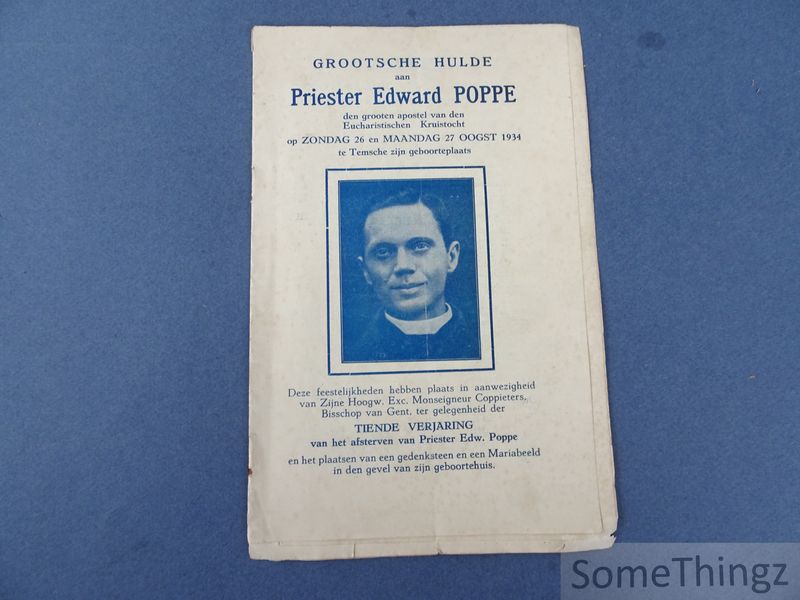 GROOTSCHE HULDE
aan
Priester Edward POPPE
den grooten apostel van den
Eucharistischen Kruistocht
op ZONDAG 26 en MAANDAG 27 OOGST 1934
te Temsche zijn geboorteplaats
Deze feestelijkheden hebben plaats in aanwezigheid
van Zijne Hoogw. Exc. Monseigneur Coppieters,
Bisschop van Gent, ter gelegenheid der
TIENDE VERJARING
van het afsterven van Priester Edw. Poppe
en het plaatsen van een gedenksteen en een Mariabeeld
in den gevel van zijn geboortehuis.
SomeThingz